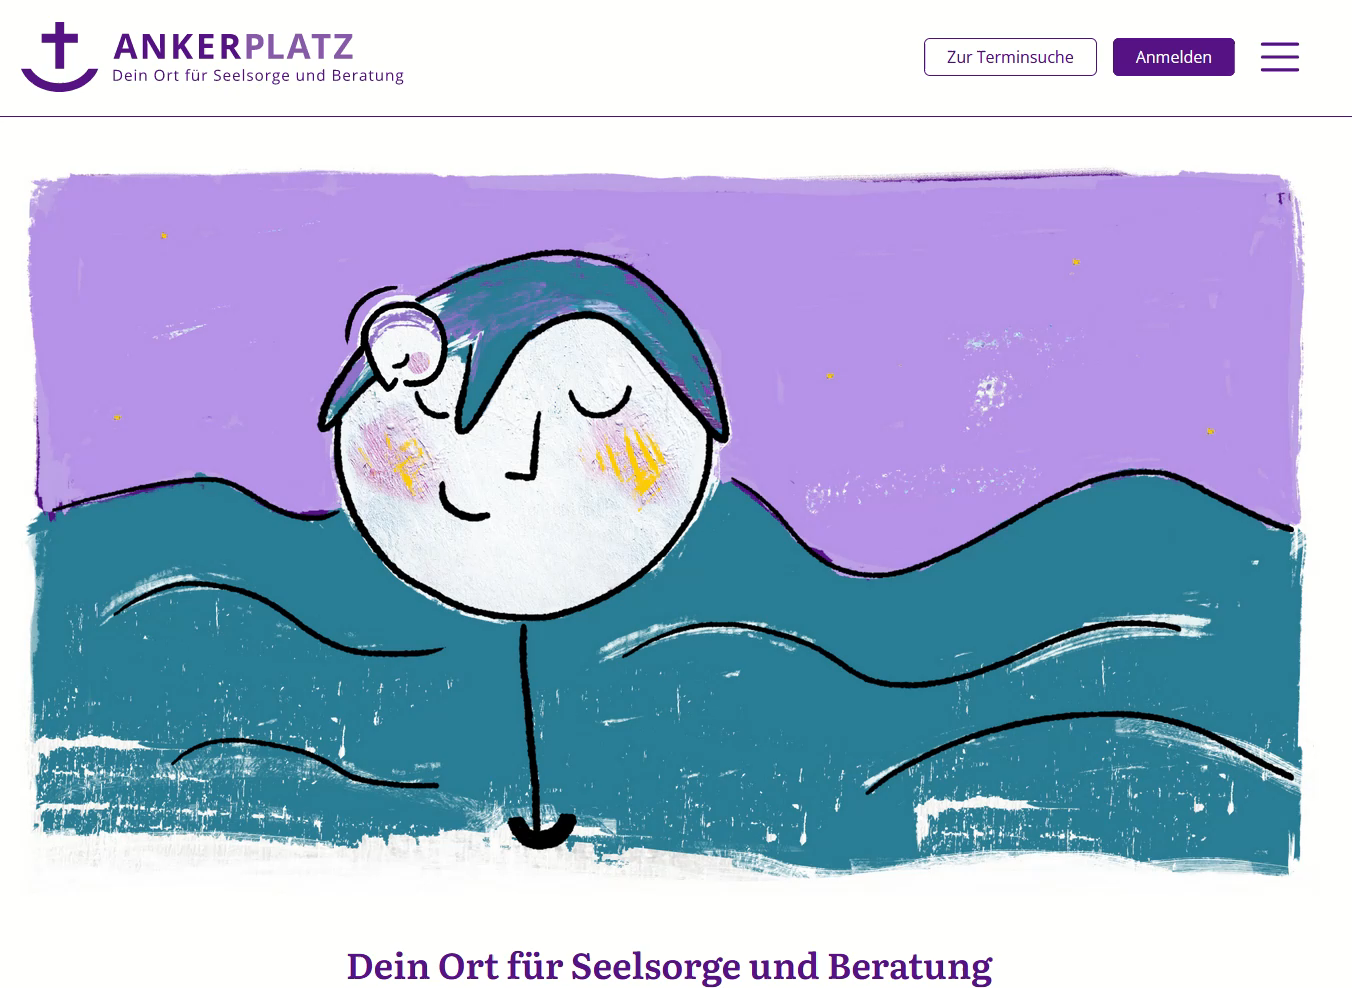 ANKERPLATZ
Dein Ort für Seelsorge und Beratung
Zur Terminsuche
Anmelden
Dein Ort für Seelsorge und Beratung